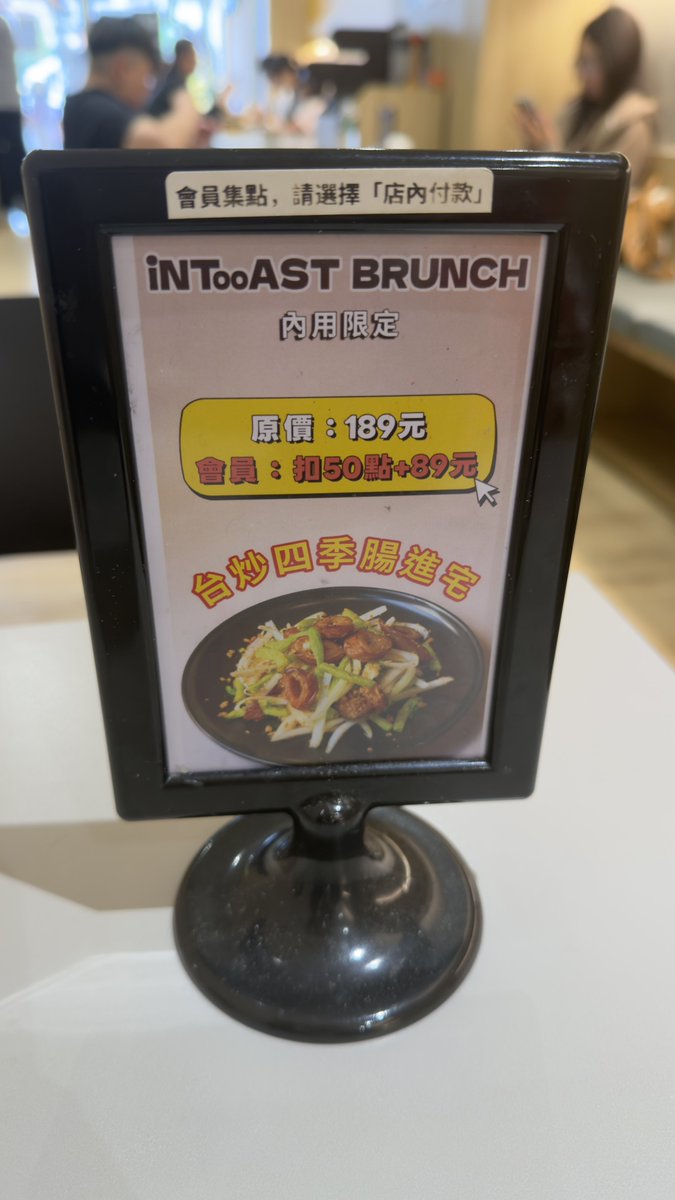 會員集點，請選擇「店內付款」
iNTooAST BRUNCH
內用限定
原價：189元
會員：扣50點+89元
台炒四季腸進宅